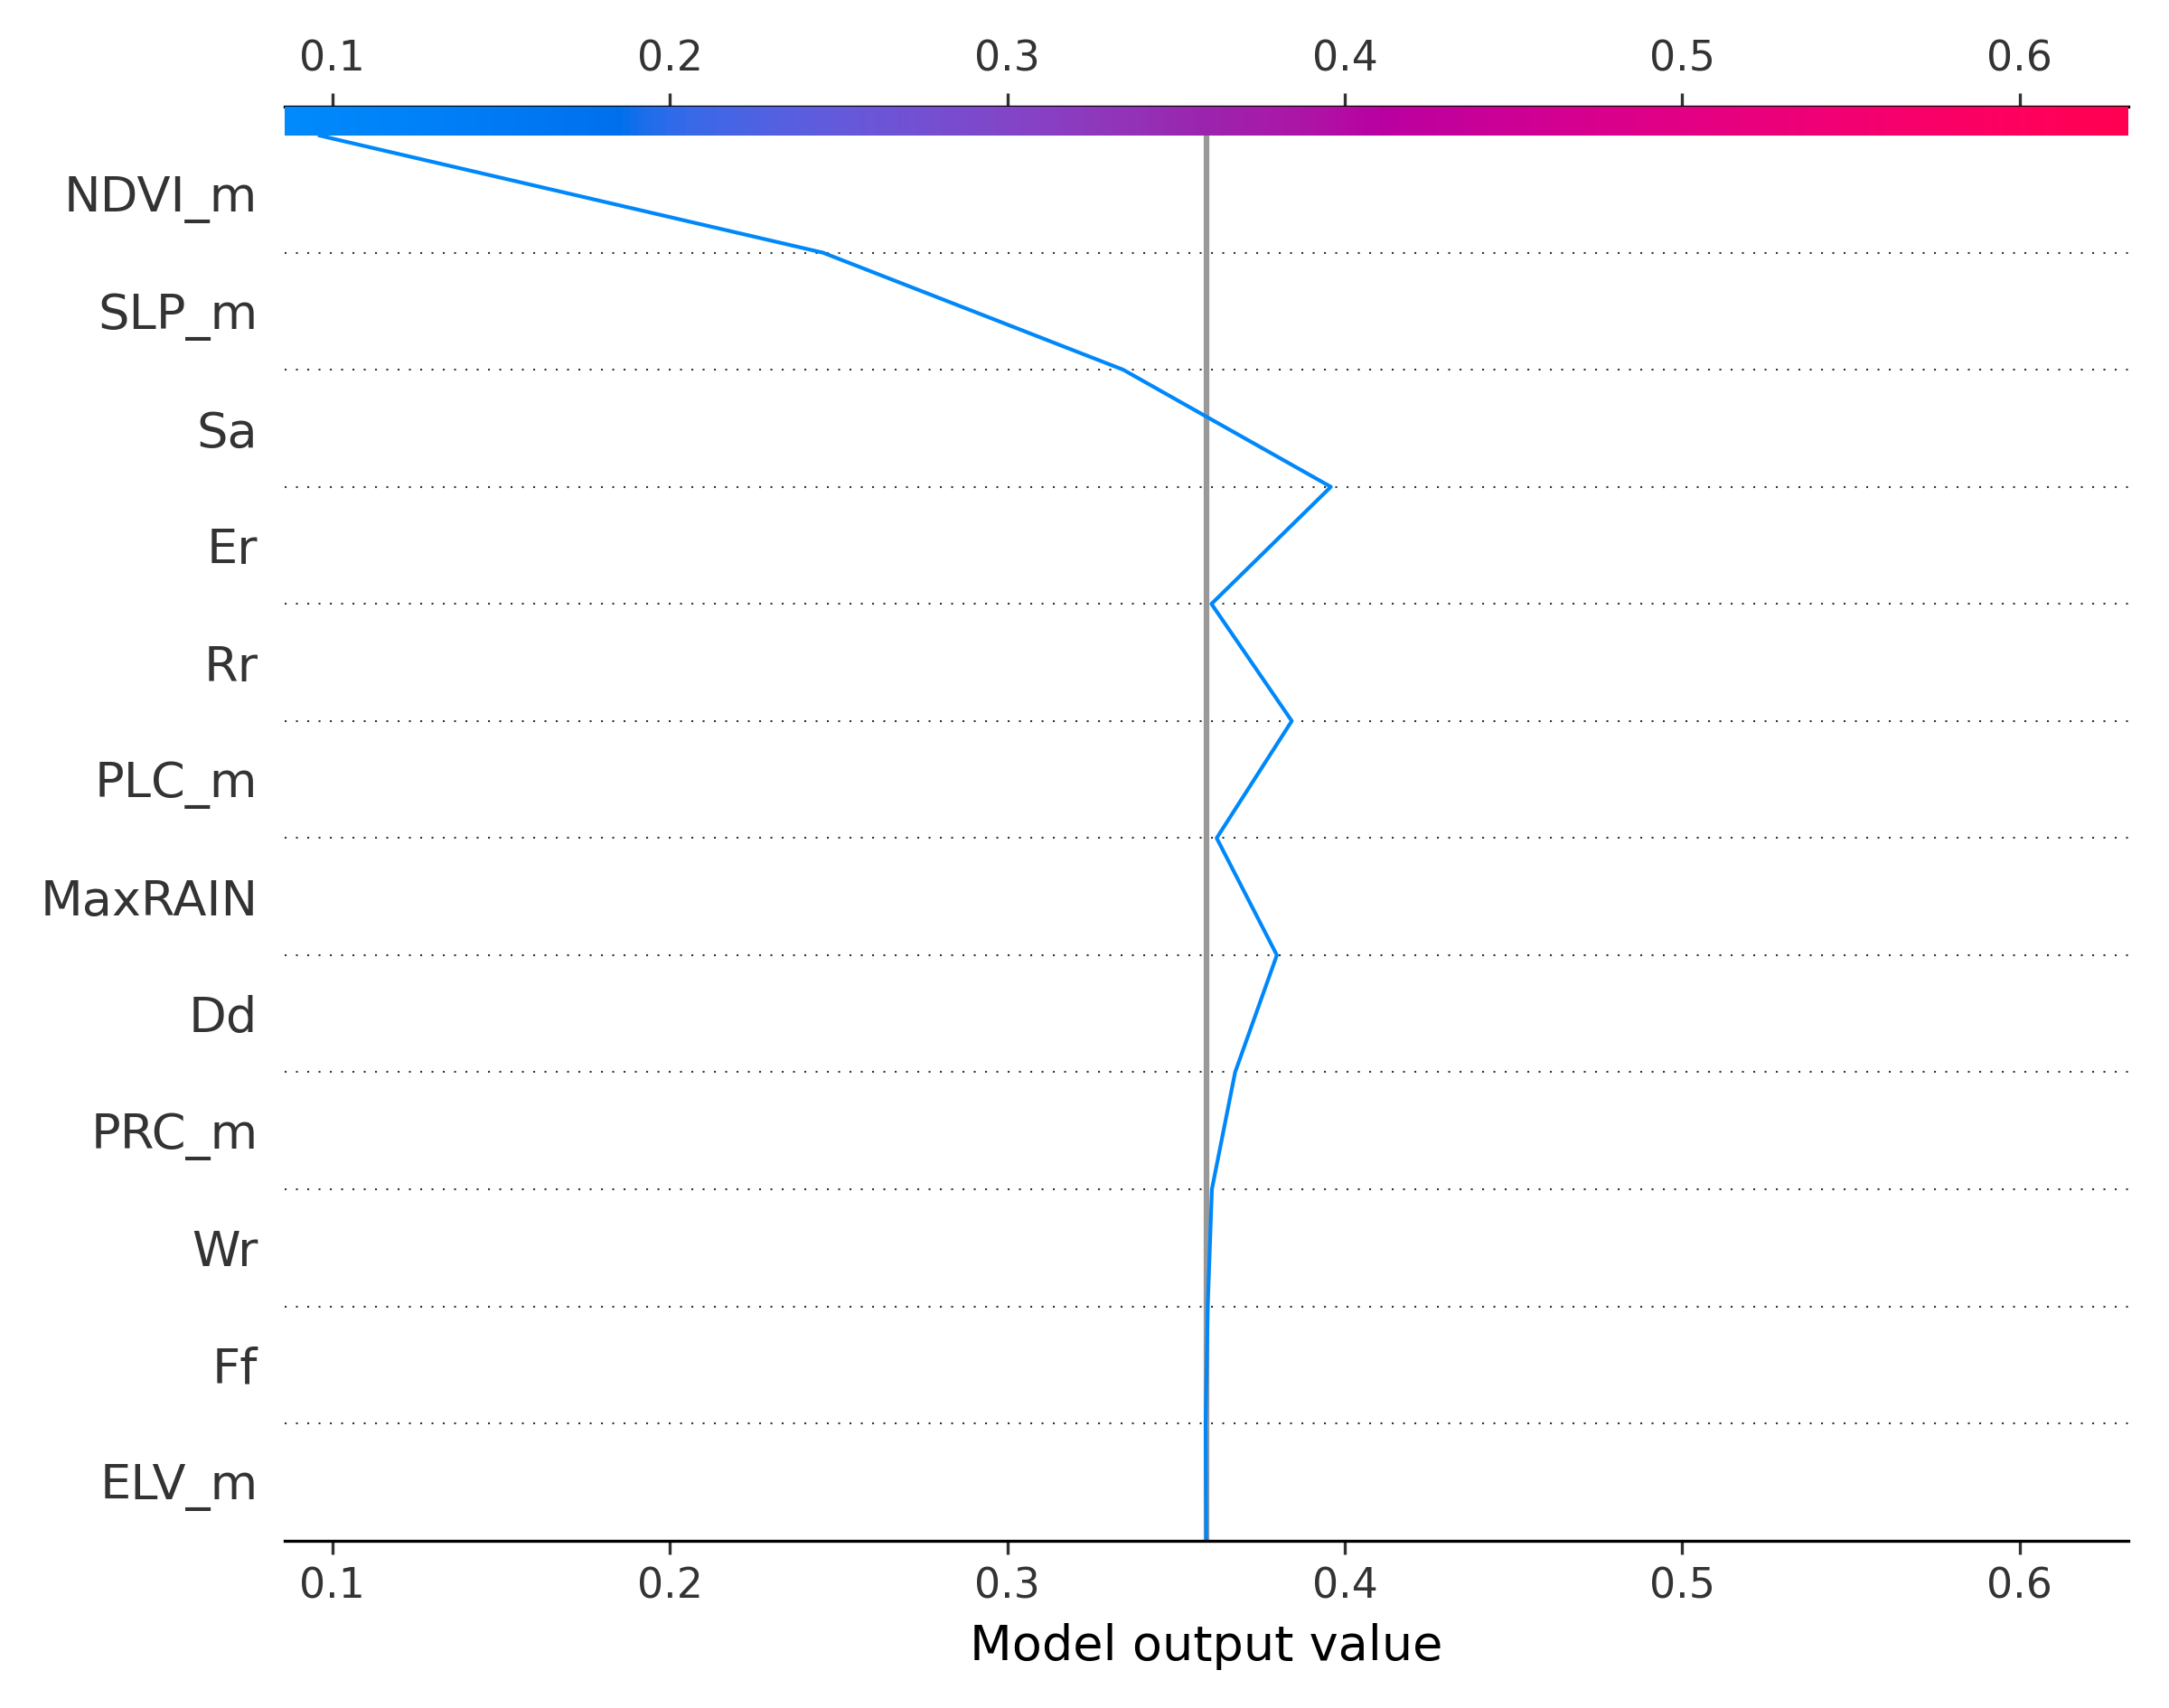 0.1 0.2 0.3 0.4 0.5 0.6
NDVI_m
SLP_m
Sa
Er
Rr
PLC_m
MaxRAIN
Dd
PRC_m
Wr
Ff
ELV_m
0.1 0.2 0.3 0.4 0.5 0.6
Model output value